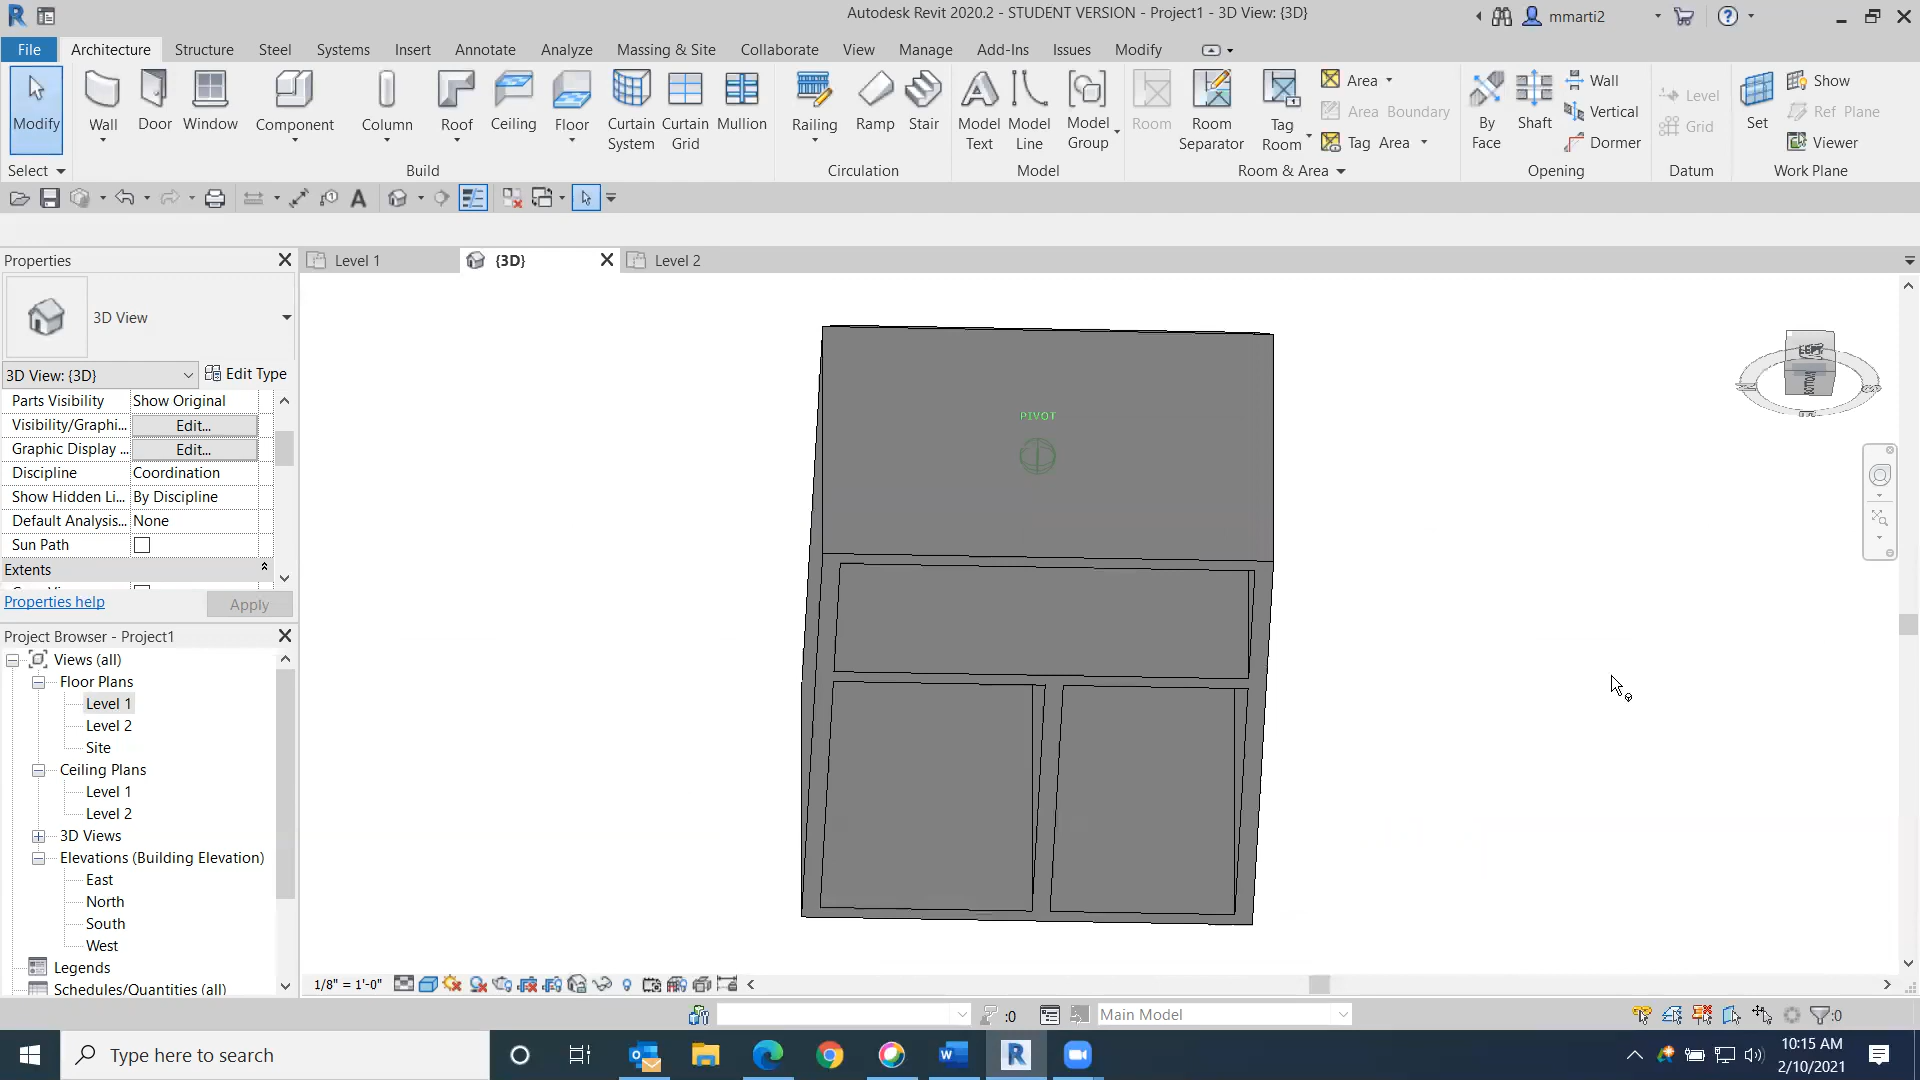 Autodesk Revit 2020.2 - STUDENT VERSION - Project1 - 3D View: {3D}
mmarti2
File Architecture Structure Steel Systems Insert Annotate Analyze Massing & Site Collaborate View Manage Add-Ins Issues Modify
Modify
Wall
Door
Window
Component
Column
Roof
Ceiling
Floor
Curtain System
Curtain Grid
Mullion
Railing
Ramp
Stair
Model Text
Model Line
Model Group
Room
Room Separator
Tag Room
Area
Area Boundary
Tag Area
By Face
Shaft
Wall
Vertical
Dormer
Level
Grid
Set
Show
Ref Plane
Viewer
Select Build Circulation Model Room & Area Opening Datum Work Plane
Properties
Level 1 {3D} Level 2
3D View
3D View: {3D} Edit Type
Parts Visibility Show Original
Visibility/Graphi... Edit...
Graphic Display ... Edit...
Discipline Coordination
Show Hidden Li... By Discipline
Default Analysis... None
Sun Path
Extents
Properties help Apply
Project Browser - Project1
Views (all)
Floor Plans
Level 1
Level 2
Site
Ceiling Plans
Level 1
Level 2
3D Views
Elevations (Building Elevation)
East
North
South
West
Legends
Schedules/Quantities (all)
PIVOT
LEFT
BOTTOM
1/8" = 1'-0"
:0 Main Model :0
Type here to search
10:15 AM
2/10/2021